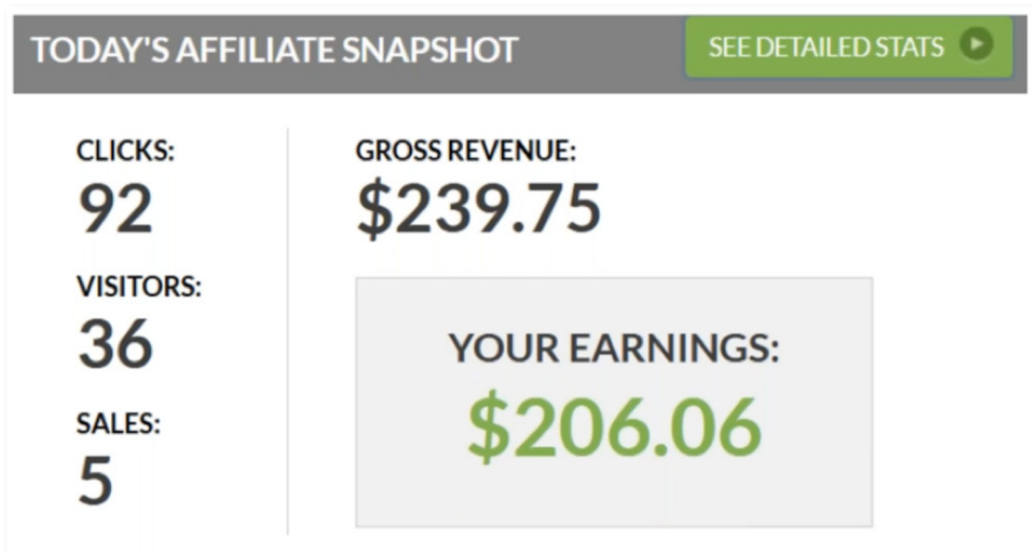 TODAY'S AFFILIATE SNAPSHOT
SEE DETAILED STATS
CLICKS:
92
VISITORS:
36
SALES:
5
GROSS REVENUE:
$239.75
YOUR EARNINGS:
$206.06